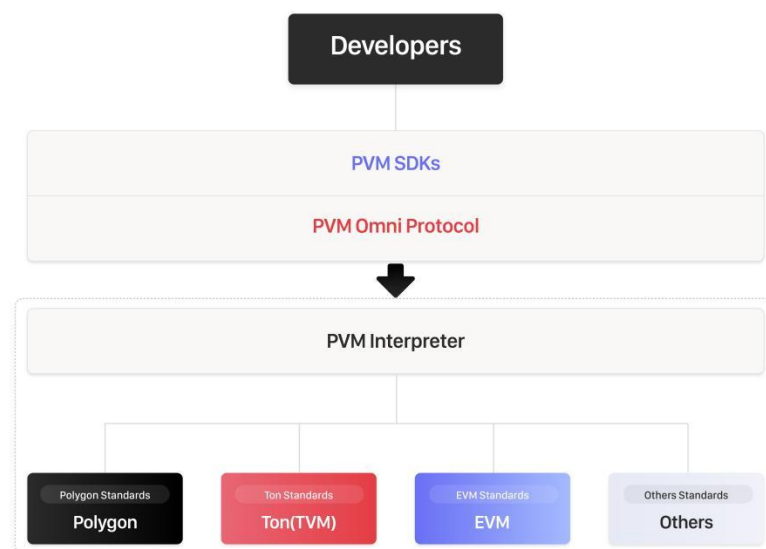 Developers
PVM SDKs
PVM Omni Protocol
PVM Interpreter
Polygon Standards
Polygon
Ton Standards
Ton(TVM)
EVM Standards
EVM
Others Standards
Others